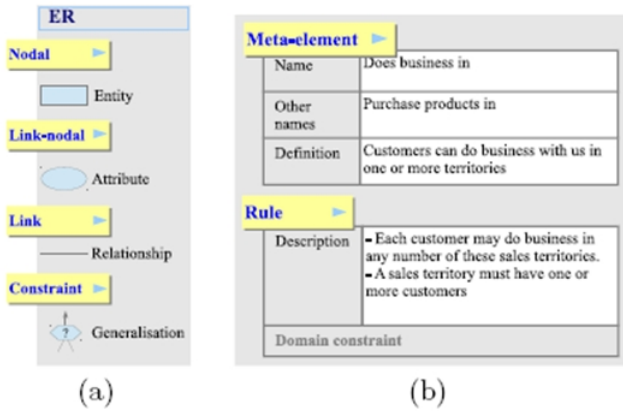 ER
Nodal
Entity
Link-nodal
Attribute
Link
Relationship
Constraint
?
Generalisation
(a)
Meta-element
Name
Does business in
Other
names
Purchase products in
Definition
Customers can do business with us in
one or more territories
Rule
Description
- Each customer may do business in
any number of these sales territories.
- A sales territory must have one or
more customers
Domain constraint
(b)